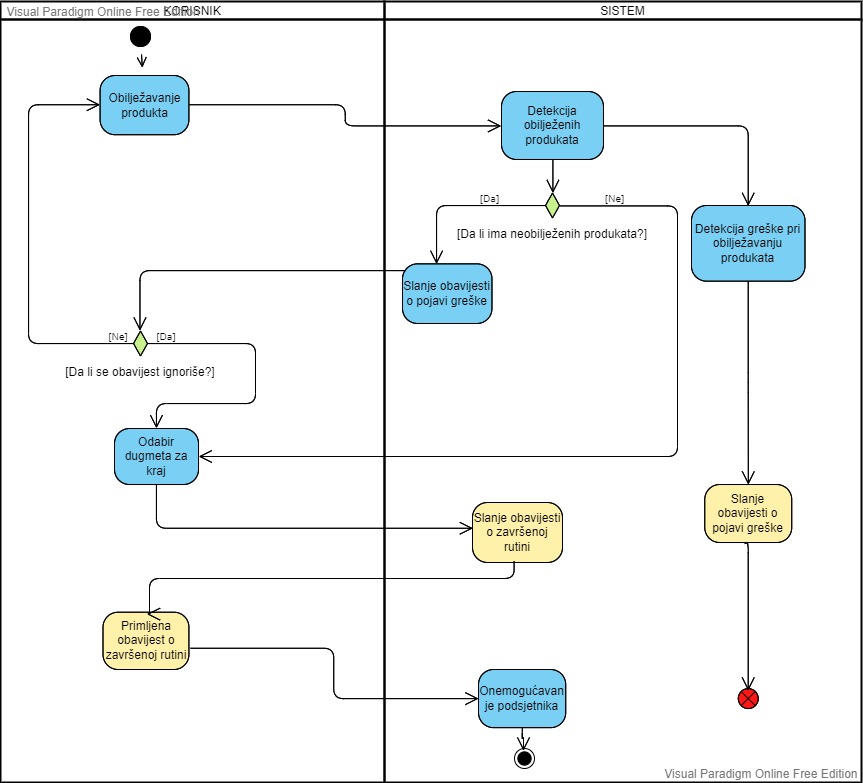 Visual Paradigm Online Free Edition
KORISNIK
SISTEM
Obilježavanje
produkta
Detekcija
obilježenih
produkata
[Da]
[Ne]
[Da li ima neobilježenih produkata?]
Detekcija greške pri
obilježavanju
produkata
Slanje obavijesti
o pojavi greške
[Ne]
[Da]
[Da li se obavijest ignoriše?]
Odabir
dugmeta za
kraj
Slanje obavijesti
o završenoj
rutini
Slanje
obavijesti o
pojavi greške
Primljena
obavijest o
završenoj rutini
Onemogućavan
je podsjetnika
Visual Paradigm Online Free Edition